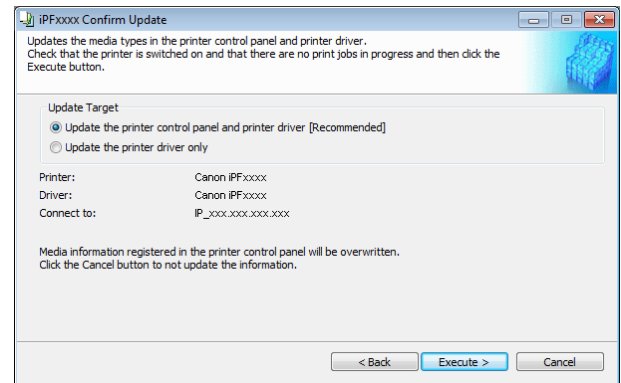 iPFxxxx Confirm Update
Updates the media types in the printer control panel and printer driver.
Check that the printer is switched on and that there are no print jobs in progress and then click the
Execute button.
Update Target
Update the printer control panel and printer driver [Recommended]
Update the printer driver only
Printer: Canon iPFxxxx
Driver: Canon iPFxxxx
Connect to: IP_xxx.xxx.xxx.xxx
Media information registered in the printer control panel will be overwritten.
Click the Cancel button to not update the information.
< Back Execute > Cancel